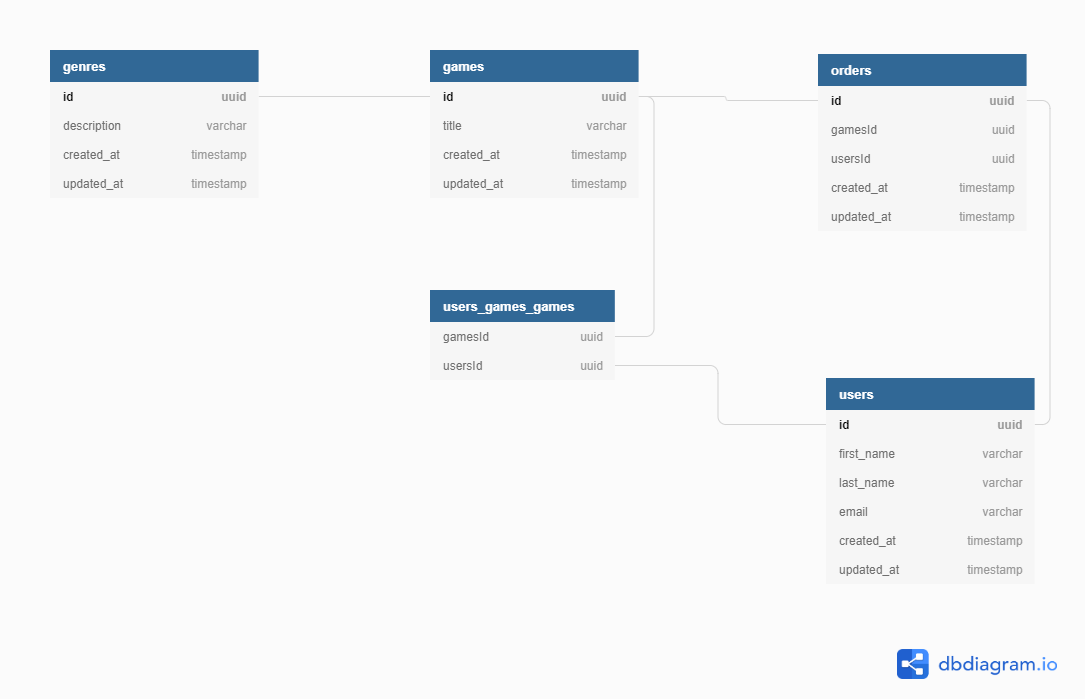 genres
id uuid
description varchar
created_at timestamp
updated_at timestamp
games
id uuid
title varchar
created_at timestamp
updated_at timestamp
orders
id uuid
gamesId uuid
usersId uuid
created_at timestamp
updated_at timestamp
users_games_games
gamesId uuid
usersId uuid
users
id uuid
first_name varchar
last_name varchar
email varchar
created_at timestamp
updated_at timestamp
dbdiagram.io